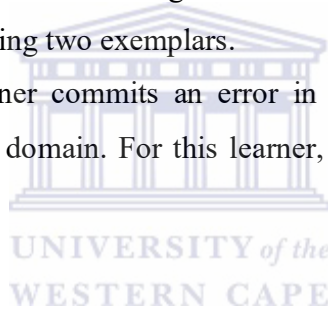 ing two exemplars.
ner commits an error in
domain. For this learner,
UNIVERSITY of the
WESTERN CAPE